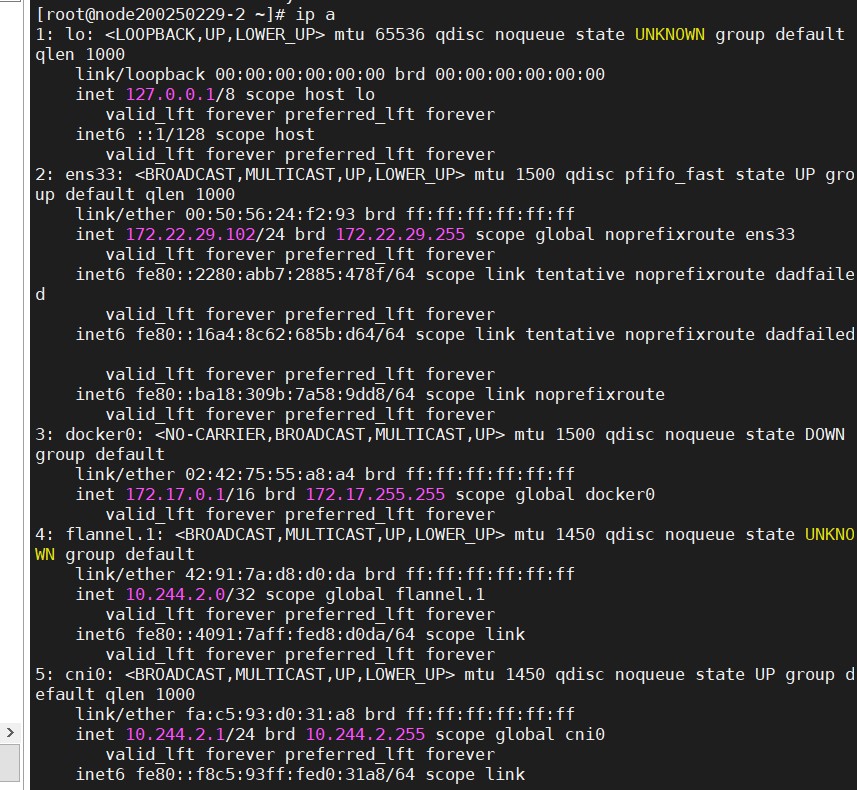 [root@node200250229-2 ~]# ip a
1: lo: <LOOPBACK,UP,LOWER_UP> mtu 65536 qdisc noqueue state UNKNOWN group default
qlen 1000
    link/loopback 00:00:00:00:00:00 brd 00:00:00:00:00:00
    inet 127.0.0.1/8 scope host lo
       valid_lft forever preferred_lft forever
    inet6 ::1/128 scope host
       valid_lft forever preferred_lft forever
2: ens33: <BROADCAST,MULTICAST,UP,LOWER_UP> mtu 1500 qdisc pfifo_fast state UP gro
up default qlen 1000
    link/ether 00:50:56:24:f2:93 brd ff:ff:ff:ff:ff:ff
    inet 172.22.29.102/24 brd 172.22.29.255 scope global noprefixroute ens33
       valid_lft forever preferred_lft forever
    inet6 fe80::2280:abb7:2885:478f/64 scope link tentative noprefixroute dadfaile
d
       valid_lft forever preferred_lft forever
    inet6 fe80::16a4:8c62:685b:d64/64 scope link tentative noprefixroute dadfailed
       valid_lft forever preferred_lft forever
    inet6 fe80::ba18:309b:7a58:9dd8/64 scope link noprefixroute
       valid_lft forever preferred_lft forever
3: docker0: <NO-CARRIER,BROADCAST,MULTICAST,UP> mtu 1500 qdisc noqueue state DOWN
group default
    link/ether 02:42:75:55:a8:a4 brd ff:ff:ff:ff:ff:ff
    inet 172.17.0.1/16 brd 172.17.255.255 scope global docker0
       valid_lft forever preferred_lft forever
4: flannel.1: <BROADCAST,MULTICAST,UP,LOWER_UP> mtu 1450 qdisc noqueue state UNKNO
WN group default
    link/ether 42:91:7a:d8:d0:da brd ff:ff:ff:ff:ff:ff
    inet 10.244.2.0/32 scope global flannel.1
       valid_lft forever preferred_lft forever
    inet6 fe80::4091:7aff:fed8:d0da/64 scope link
       valid_lft forever preferred_lft forever
5: cni0: <BROADCAST,MULTICAST,UP,LOWER_UP> mtu 1450 qdisc noqueue state UP group d
efault qlen 1000
    link/ether fa:c5:93:d0:31:a8 brd ff:ff:ff:ff:ff:ff
    inet 10.244.2.1/24 brd 10.244.2.255 scope global cni0
       valid_lft forever preferred_lft forever
    inet6 fe80::f8c5:93ff:fed0:31a8/64 scope link